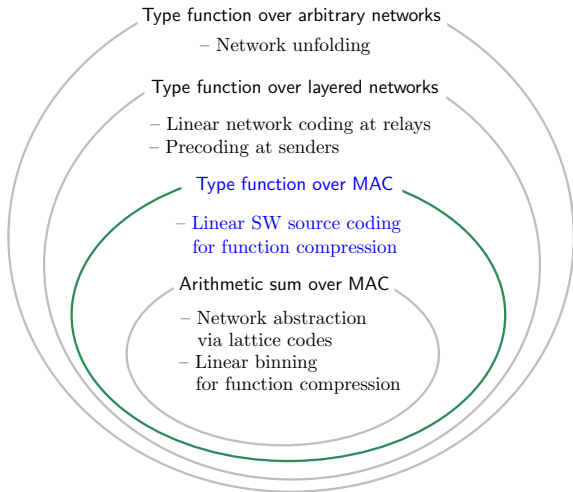 Type function over arbitrary networks
– Network unfolding
Type function over layered networks
– Linear network coding at relays
– Precoding at senders
Type function over MAC
– Linear SW source coding
for function compression
Arithmetic sum over MAC
– Network abstraction
via lattice codes
– Linear binning
for function compression